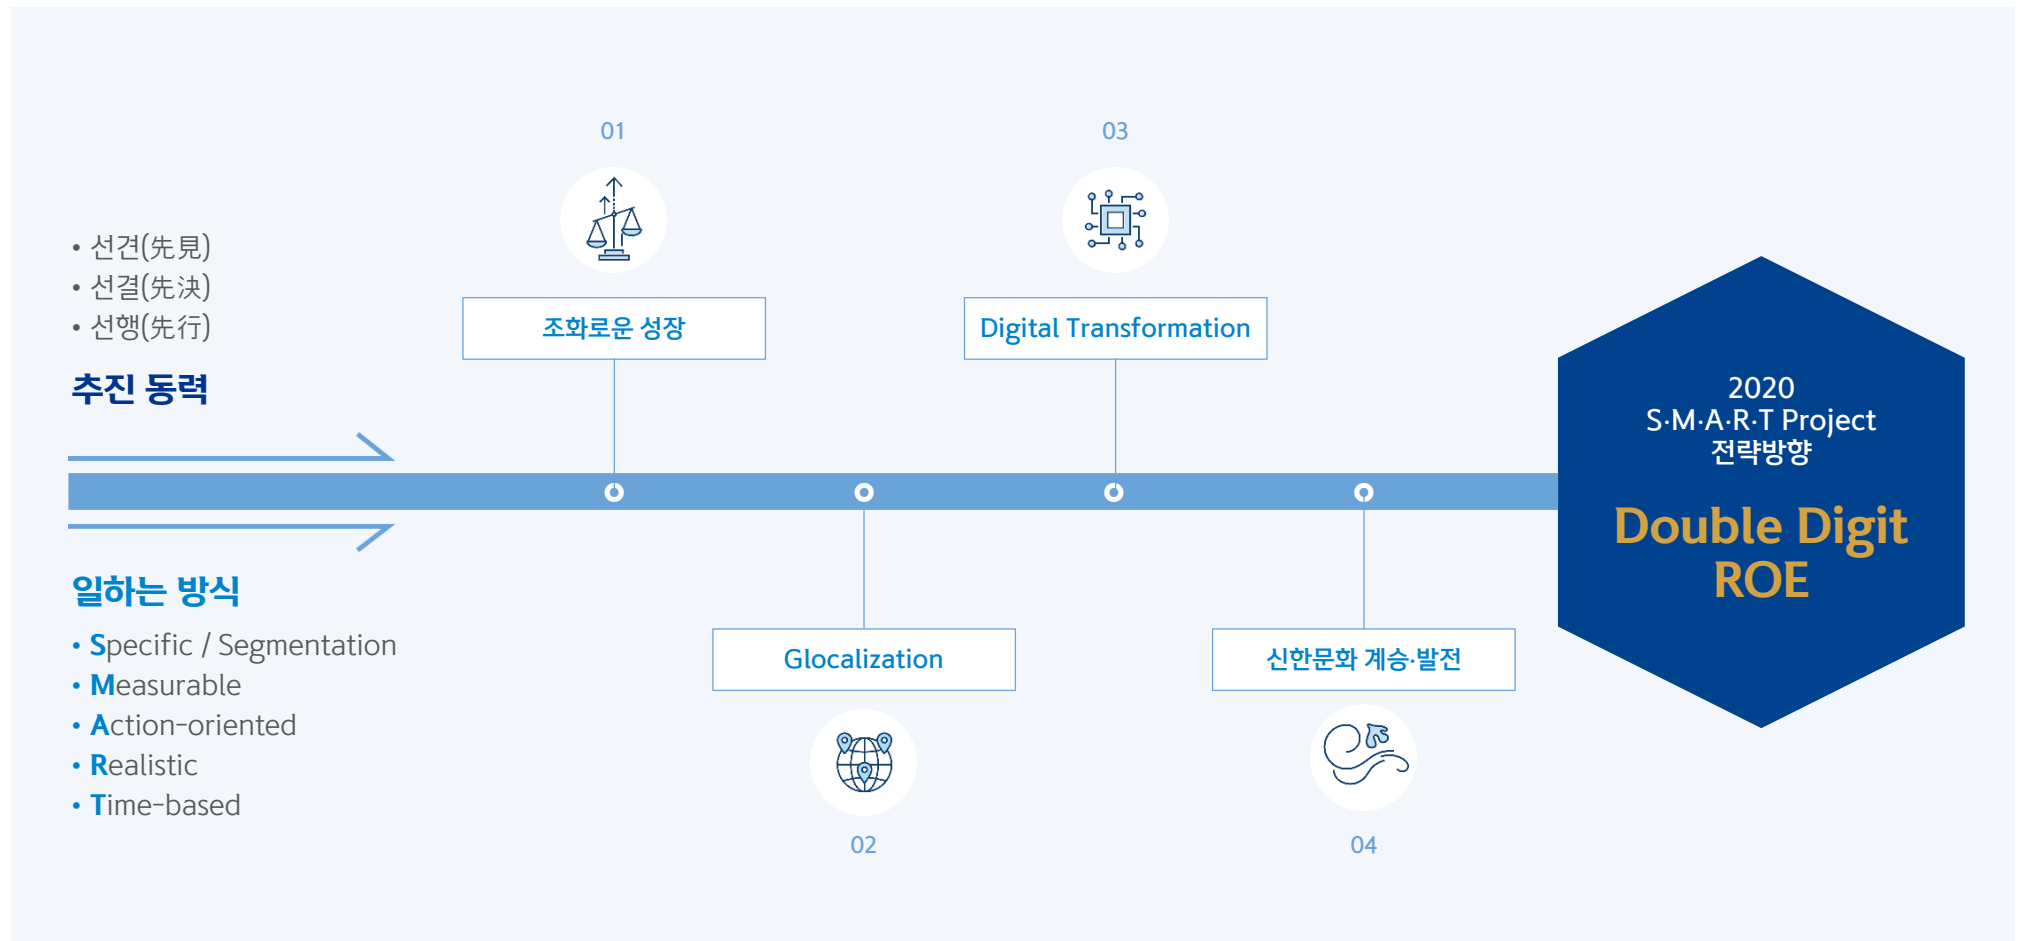 • 선견(先見)
• 선결(先決)
• 선행(先行)
추진 동력
일하는 방식
• Specific / Segmentation
• Measurable
• Action-oriented
• Realistic
• Time-based
01
조화로운 성장
Glocalization
02
03
Digital Transformation
신한문화 계승·발전
04
2020
S·M·A·R·T Project
전략방향
Double Digit
ROE